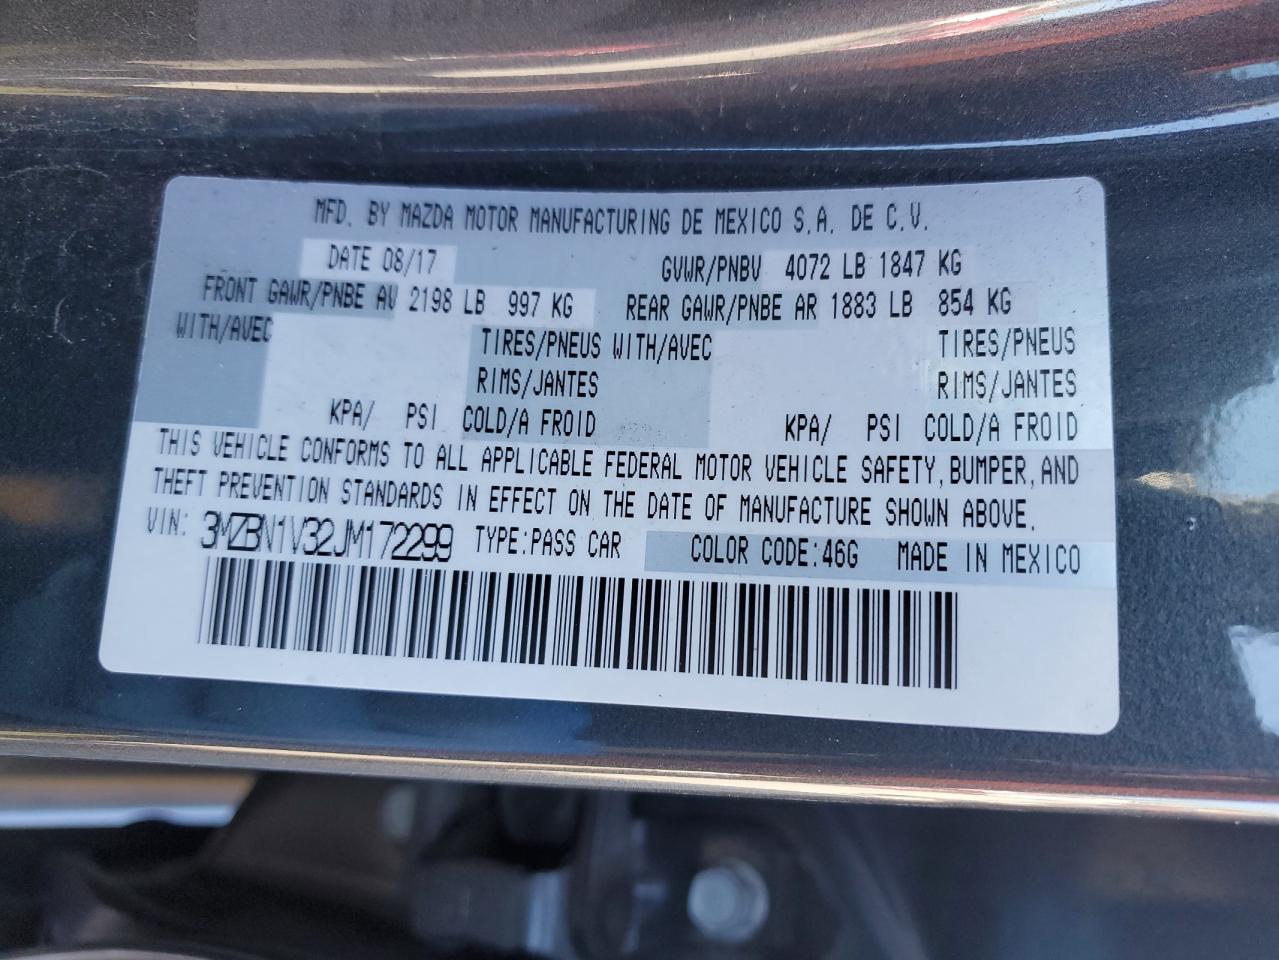 MFD. BY MAZDA MOTOR MANUFACTURING DE MEXICO S.A. DE C.V.
DATE 08/17 GVWR/PNBV 4072 LB 1847 KG
FRONT GAWR/PNBE AV 2198 LB 997 KG REAR GAWR/PNBE AR 1883 LB 854 KG
WITH/AVEC TIRES/PNEUS WITH/AVEC TIRES/PNEUS
RIMS/JANTES RIMS/JANTES
KPA/ PSI COLD/A FROID KPA/ PSI COLD/A FROID
THIS VEHICLE CONFORMS TO ALL APPLICABLE FEDERAL MOTOR VEHICLE SAFETY, BUMPER, AND
THEFT PREVENTION STANDARDS IN EFFECT ON THE DATE OF MANUFACTURE SHOWN ABOVE.
VIN: 3MZBN1V32JM172299 TYPE:PASS CAR COLOR CODE:46G MADE IN MEXICO